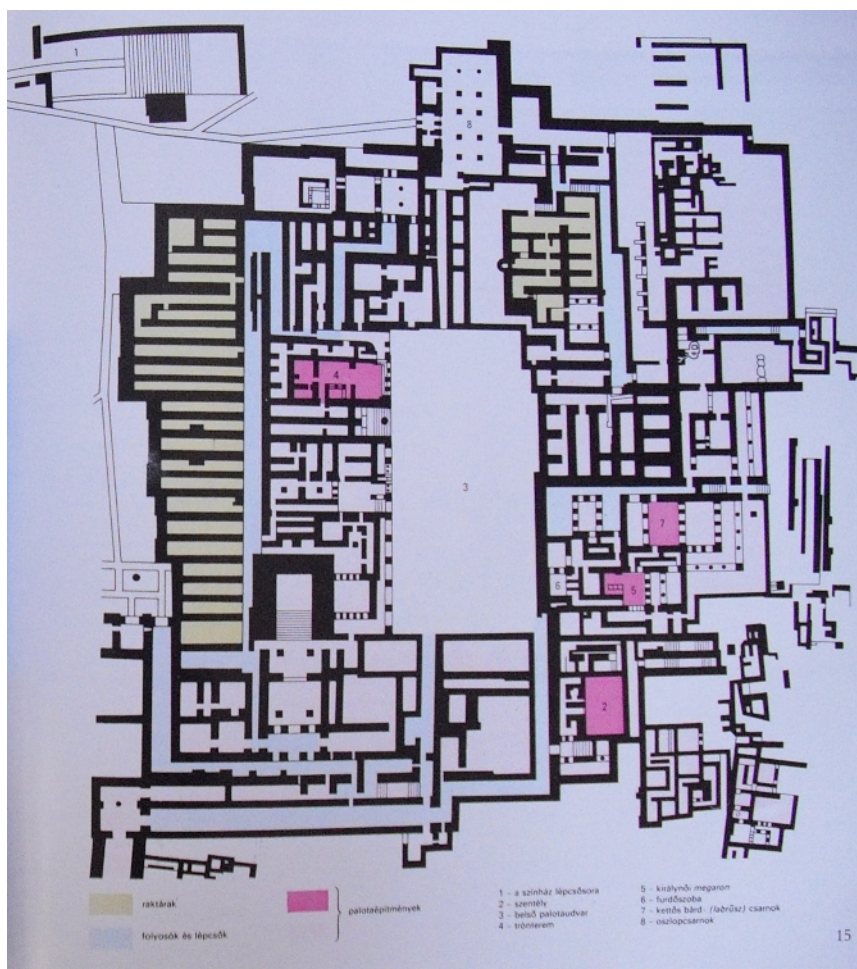 1
8
4
3
7
6
5
2
raktárak
folyosók és lépcsők
palotaépítmények
1 – a színház lépcsősora
2 – szentély
3 – belső palotaudvar
4 – trónterem
5 – királynői megaron
6 – furdőszoba
7 – kettős bárd- (labrüsz) csarnok
8 – oszlopcsarnok
15